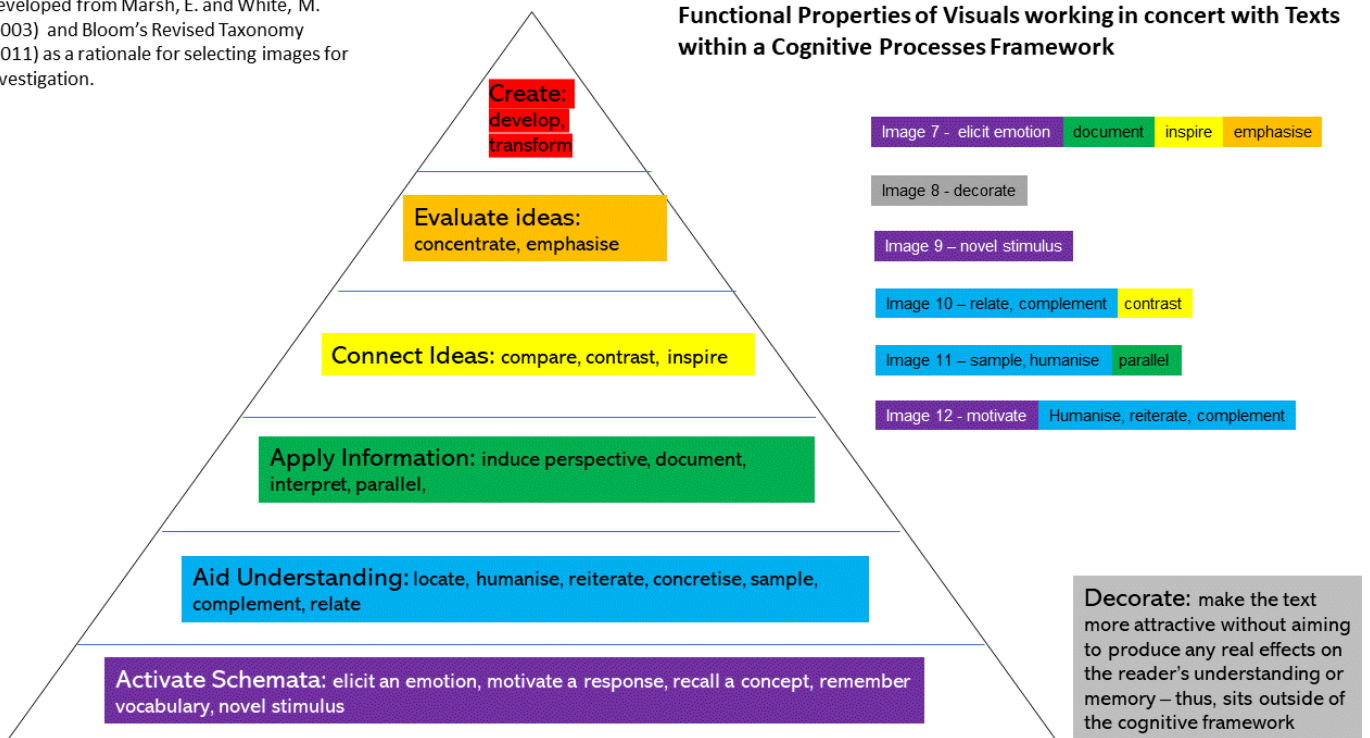 eveloped from Marsh, E. and White, M.
003) and Bloom's Revised Taxonomy
011) as a rationale for selecting images for
vestigation.
Functional Properties of Visuals working in concert with Texts
within a Cognitive Processes Framework
Create:
develop,
transform
Evaluate ideas:
concentrate, emphasise
Connect Ideas: compare, contrast, inspire
Apply Information: induce perspective, document,
interpret, parallel,
Aid Understanding: locate, humanise, reiterate, concretise, sample,
complement, relate
Activate Schemata: elicit an emotion, motivate a response, recall a concept, remember
vocabulary, novel stimulus
Image 7 - elicit emotion document inspire emphasise
Image 8 - decorate
Image 9 – novel stimulus
Image 10 – relate, complement contrast
Image 11 – sample, humanise parallel
Image 12 - motivate Humanise, reiterate, complement
Decorate: make the text
more attractive without aiming
to produce any real effects on
the reader's understanding or
memory – thus, sits outside of
the cognitive framework